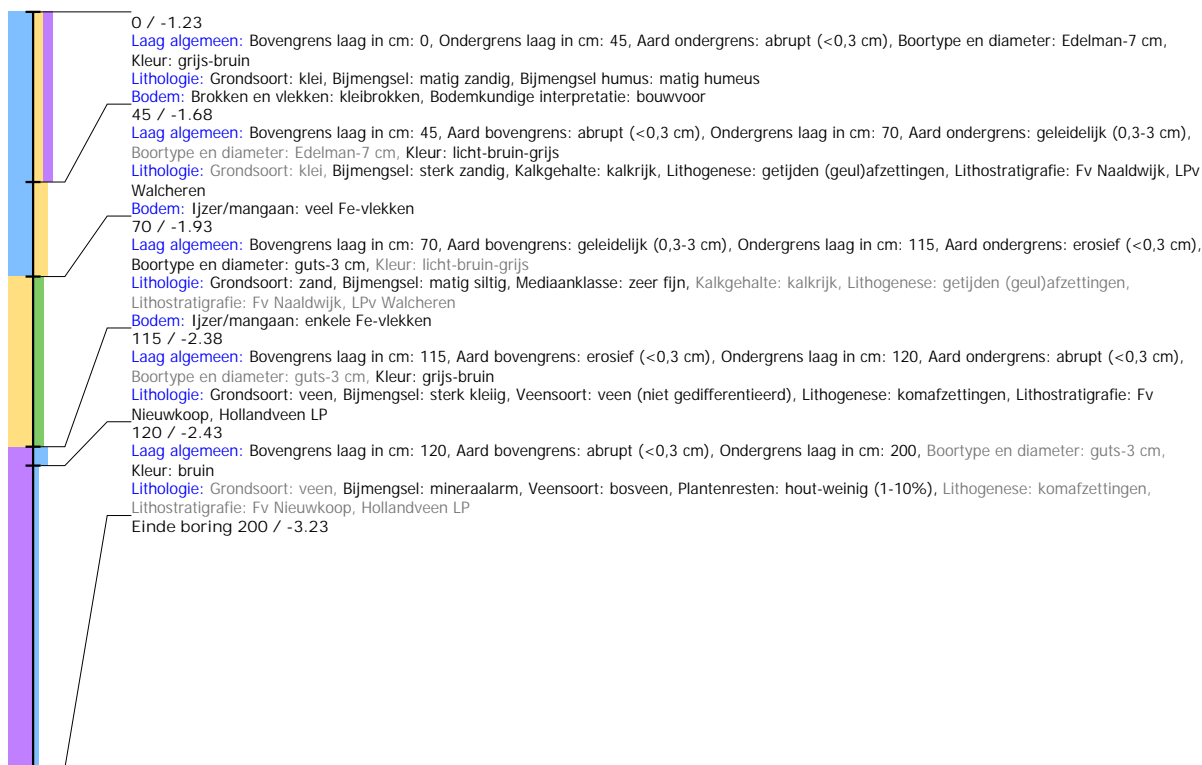 0 / -1.23
Laag algemeen: Bovengrens laag in cm: 0, Ondergrens laag in cm: 45, Aard ondergrens: abrupt (<0,3 cm), Boortype en diameter: Edelman-7 cm,
Kleur: grijs-bruin
Lithologie: Grondsoort: klei, Bijmengsel: matig zandig, Bijmengsel humus: matig humeus
Bodem: Brokken en vlekken: kleibrokken, Bodemkundige interpretatie: bouwvoor
45 / -1.68
Laag algemeen: Bovengrens laag in cm: 45, Aard bovengrens: abrupt (<0,3 cm), Ondergrens laag in cm: 70, Aard ondergrens: geleidelijk (0,3-3 cm),
Boortype en diameter: Edelman-7 cm, Kleur: licht-bruin-grijs
Lithologie: Grondsoort: klei, Bijmengsel: sterk zandig, Kalkgehalte: kalkrijk, Lithogenese: getijden (geul)afzettingen, Lithostratigrafie: Fv Naaldwijk, LPv
Walcheren
Bodem: Ijzer/mangaan: veel Fe-vlekken
70 / -1.93
Laag algemeen: Bovengrens laag in cm: 70, Aard bovengrens: geleidelijk (0,3-3 cm), Ondergrens laag in cm: 115, Aard ondergrens: erosief (<0,3 cm),
Boortype en diameter: guts-3 cm, Kleur: licht-bruin-grijs
Lithologie: Grondsoort: zand, Bijmengsel: matig siltig, Mediaanklasse: zeer fijn, Kalkgehalte: kalkrijk, Lithogenese: getijden (geul)afzettingen,
Lithostratigrafie: Fv Naaldwijk, LPv Walcheren
Bodem: Ijzer/mangaan: enkele Fe-vlekken
115 / -2.38
Laag algemeen: Bovengrens laag in cm: 115, Aard bovengrens: erosief (<0,3 cm), Ondergrens laag in cm: 120, Aard ondergrens: abrupt (<0,3 cm),
Boortype en diameter: guts-3 cm, Kleur: grijs-bruin
Lithologie: Grondsoort: veen, Bijmengsel: sterk kleiig, Veensoort: veen (niet gedifferentieerd), Lithogenese: komafzettingen, Lithostratigrafie: Fv
Nieuwkoop, Hollandveen LP
120 / -2.43
Laag algemeen: Bovengrens laag in cm: 120, Aard bovengrens: abrupt (<0,3 cm), Ondergrens laag in cm: 200, Boortype en diameter: guts-3 cm,
Kleur: bruin
Lithologie: Grondsoort: veen, Bijmengsel: mineraalarm, Veensoort: bosveen, Plantenresten: hout-weinig (1-10%), Lithogenese: komafzettingen,
Lithostratigrafie: Fv Nieuwkoop, Hollandveen LP
Einde boring 200 / -3.23